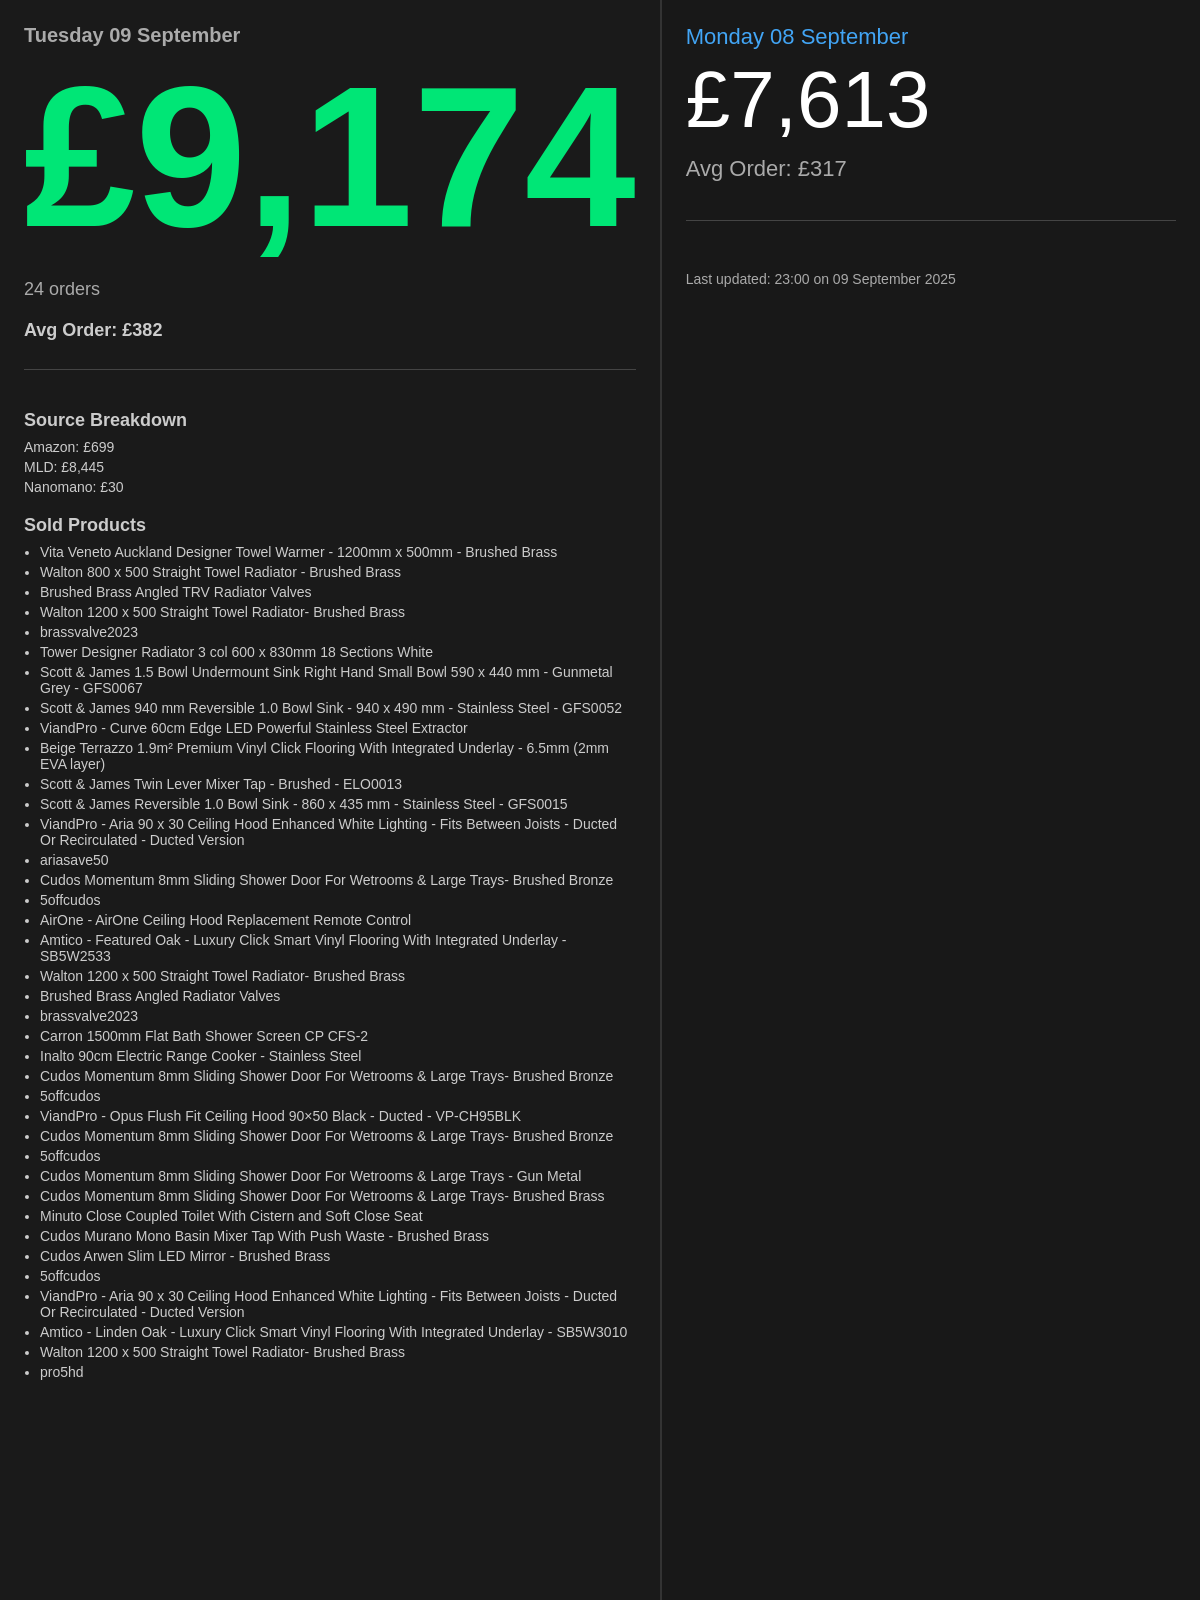 Tuesday 09 September
£9,174
24 orders
Avg Order: £382
Source Breakdown
Amazon: £699
MLD: £8,445
Nanomano: £30
Sold Products
• Vita Veneto Auckland Designer Towel Warmer - 1200mm x 500mm - Brushed Brass
• Walton 800 x 500 Straight Towel Radiator - Brushed Brass
• Brushed Brass Angled TRV Radiator Valves
• Walton 1200 x 500 Straight Towel Radiator- Brushed Brass
• brassvalve2023
• Tower Designer Radiator 3 col 600 x 830mm 18 Sections White
• Scott & James 1.5 Bowl Undermount Sink Right Hand Small Bowl 590 x 440 mm - Gunmetal
Grey - GFS0067
• Scott & James 940 mm Reversible 1.0 Bowl Sink - 940 x 490 mm - Stainless Steel - GFS0052
• ViandPro - Curve 60cm Edge LED Powerful Stainless Steel Extractor
• Beige Terrazzo 1.9m² Premium Vinyl Click Flooring With Integrated Underlay - 6.5mm (2mm
EVA layer)
• Scott & James Twin Lever Mixer Tap - Brushed - ELO0013
• Scott & James Reversible 1.0 Bowl Sink - 860 x 435 mm - Stainless Steel - GFS0015
• ViandPro - Aria 90 x 30 Ceiling Hood Enhanced White Lighting - Fits Between Joists - Ducted
Or Recirculated - Ducted Version
• ariasave50
• Cudos Momentum 8mm Sliding Shower Door For Wetrooms & Large Trays- Brushed Bronze
• 5offcudos
• AirOne - AirOne Ceiling Hood Replacement Remote Control
• Amtico - Featured Oak - Luxury Click Smart Vinyl Flooring With Integrated Underlay -
SB5W2533
• Walton 1200 x 500 Straight Towel Radiator- Brushed Brass
• Brushed Brass Angled Radiator Valves
• brassvalve2023
• Carron 1500mm Flat Bath Shower Screen CP CFS-2
• Inalto 90cm Electric Range Cooker - Stainless Steel
• Cudos Momentum 8mm Sliding Shower Door For Wetrooms & Large Trays- Brushed Bronze
• 5offcudos
• ViandPro - Opus Flush Fit Ceiling Hood 90×50 Black - Ducted - VP-CH95BLK
• Cudos Momentum 8mm Sliding Shower Door For Wetrooms & Large Trays- Brushed Bronze
• 5offcudos
• Cudos Momentum 8mm Sliding Shower Door For Wetrooms & Large Trays - Gun Metal
• Cudos Momentum 8mm Sliding Shower Door For Wetrooms & Large Trays- Brushed Brass
• Minuto Close Coupled Toilet With Cistern and Soft Close Seat
• Cudos Murano Mono Basin Mixer Tap With Push Waste - Brushed Brass
• Cudos Arwen Slim LED Mirror - Brushed Brass
• 5offcudos
• ViandPro - Aria 90 x 30 Ceiling Hood Enhanced White Lighting - Fits Between Joists - Ducted
Or Recirculated - Ducted Version
• Amtico - Linden Oak - Luxury Click Smart Vinyl Flooring With Integrated Underlay - SB5W3010
• Walton 1200 x 500 Straight Towel Radiator- Brushed Brass
• pro5hd
Monday 08 September
£7,613
Avg Order: £317
Last updated: 23:00 on 09 September 2025